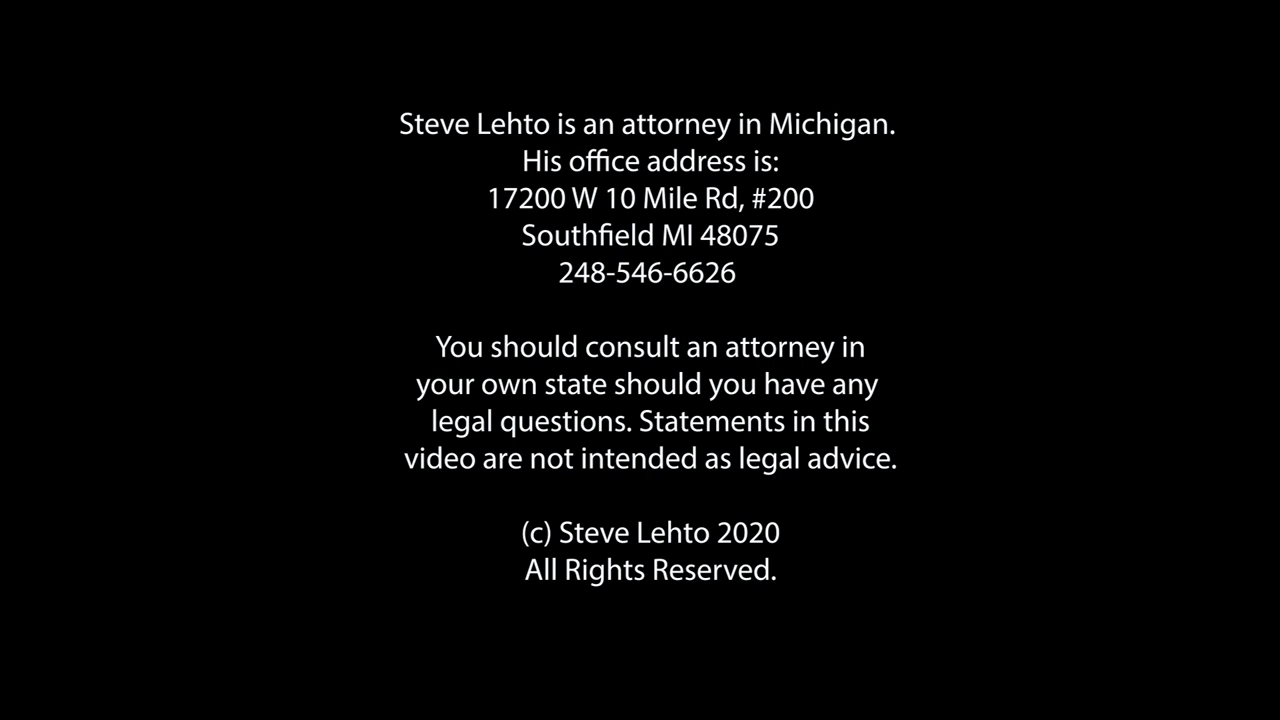 Steve Lehto is an attorney in Michigan.
His office address is:
17200 W 10 Mile Rd, #200
Southfield MI 48075
248-546-6626
You should consult an attorney in
your own state should you have any
legal questions. Statements in this
video are not intended as legal advice.
(c) Steve Lehto 2020
All Rights Reserved.